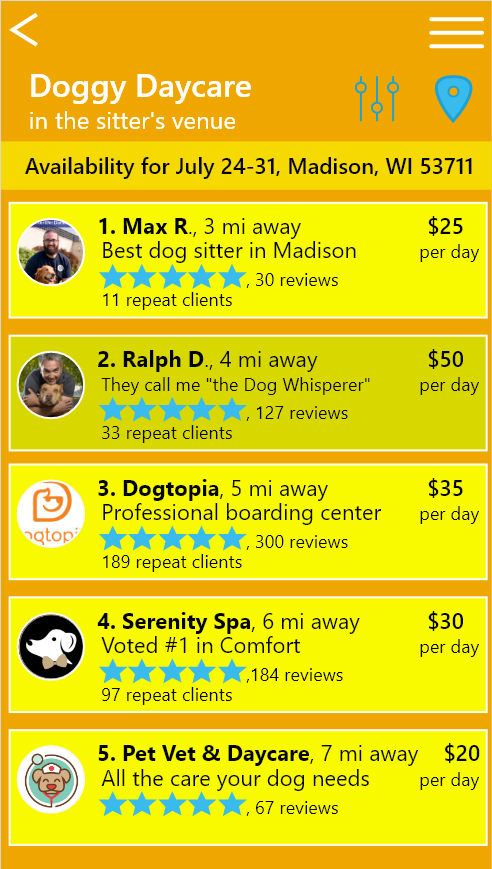 Doggy Daycare
in the sitter's venue
Availability for July 24-31, Madison, WI 53711
1. Max R., 3 mi away
$25
Best dog sitter in Madison
per day
, 30 reviews
11 repeat clients
2. Ralph D., 4 mi away
$50
They call me "the Dog Whisperer"
per day
, 127 reviews
33 repeat clients
3. Dogtopia, 5 mi away
$35
Professional boarding center
per day
ogtopi
, 300 reviews
189 repeat clients
4. Serenity Spa, 6 mi away
$30
Voted #1 in Comfort
per day
,184 reviews
97 repeat clients
5. Pet Vet & Daycare, 7 mi away
$20
All the care your dog needs
per day
, 67 reviews